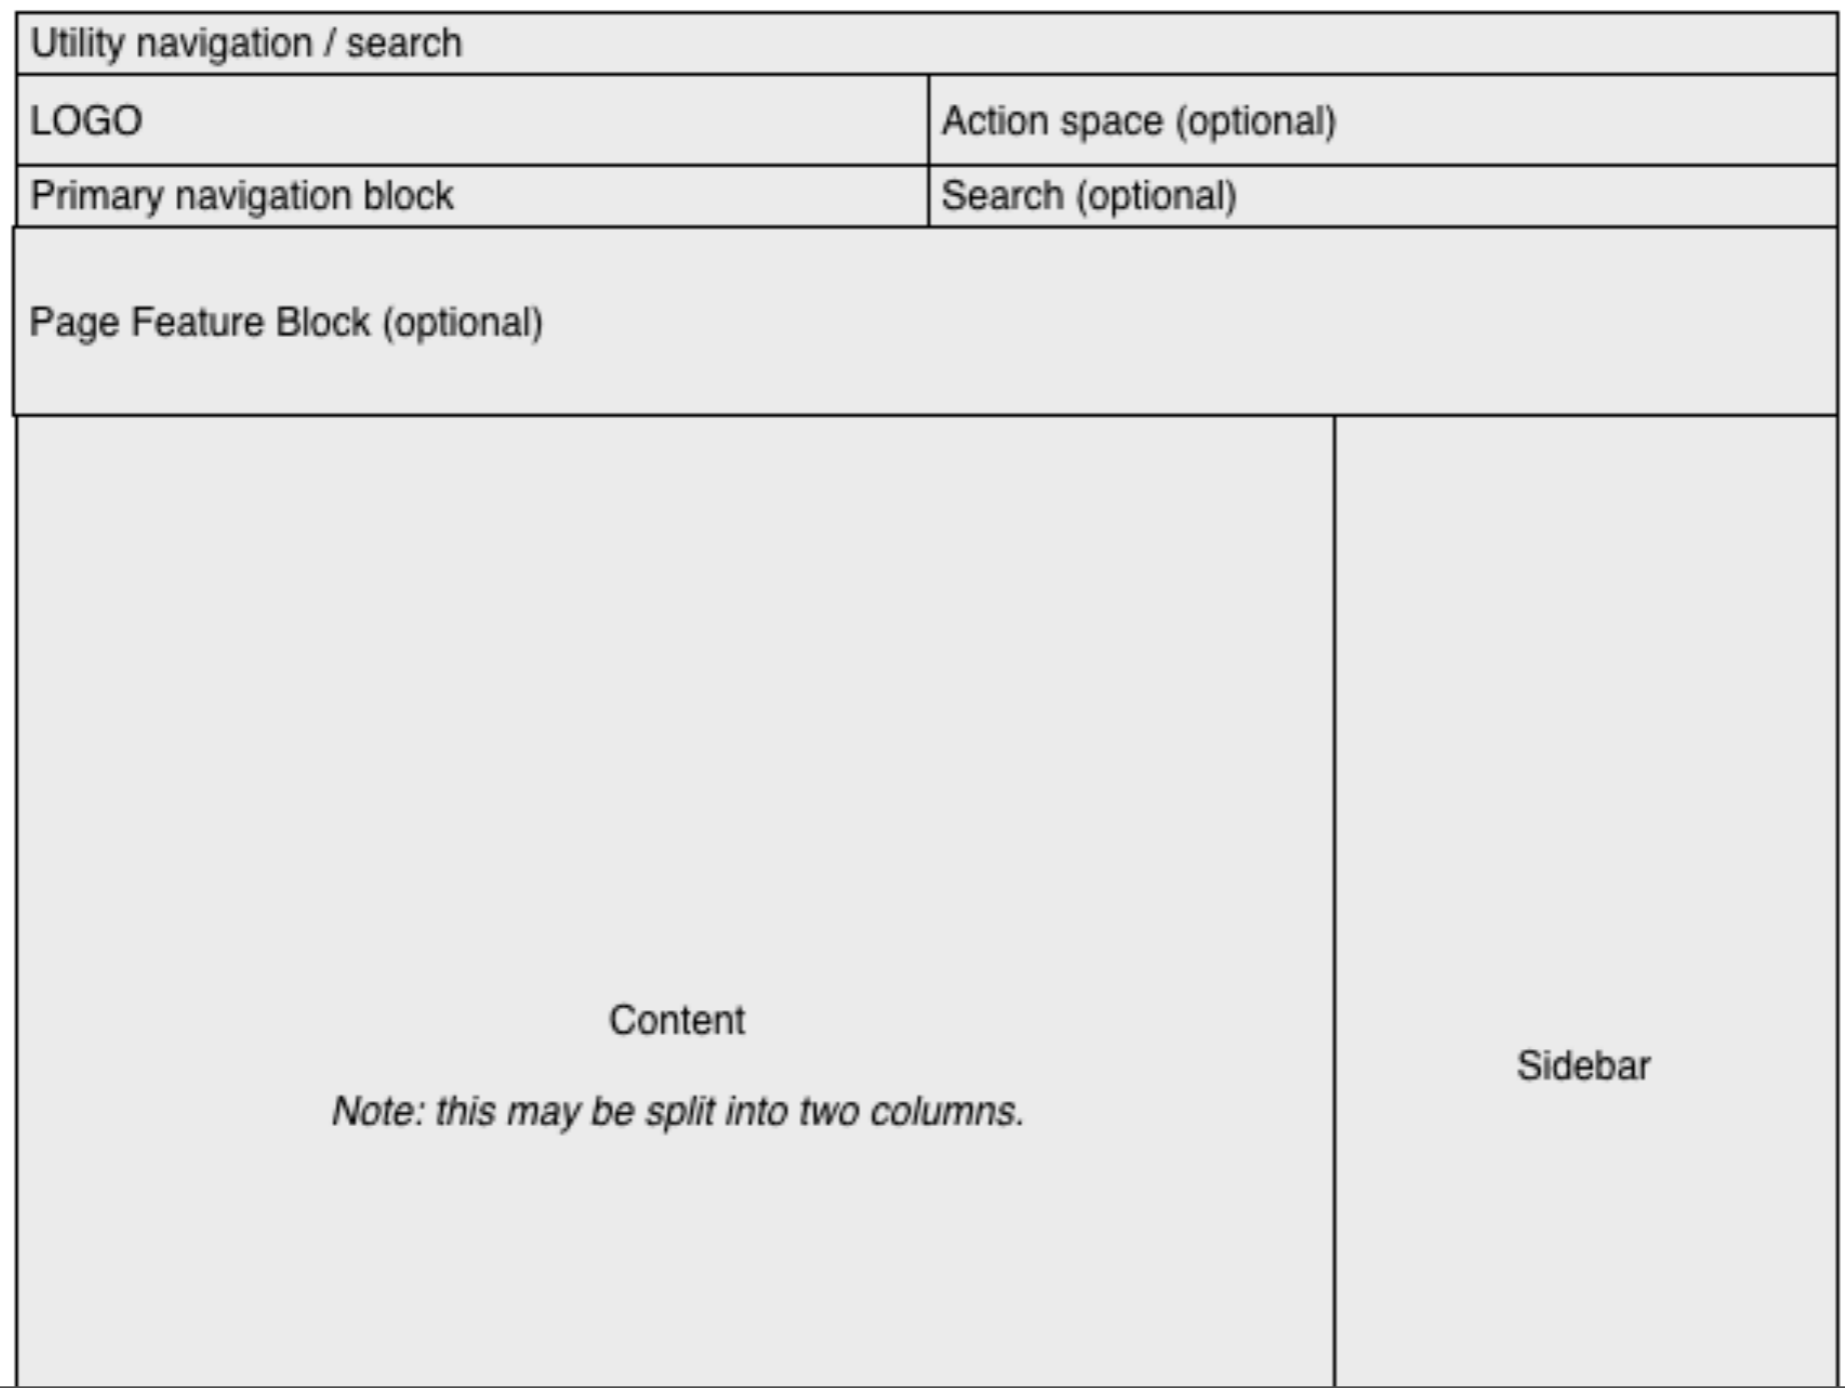 Utility navigation / search
LOGO
Action space (optional)
Primary navigation block
Search (optional)
Page Feature Block (optional)
Content
Note: this may be split into two columns.
Sidebar